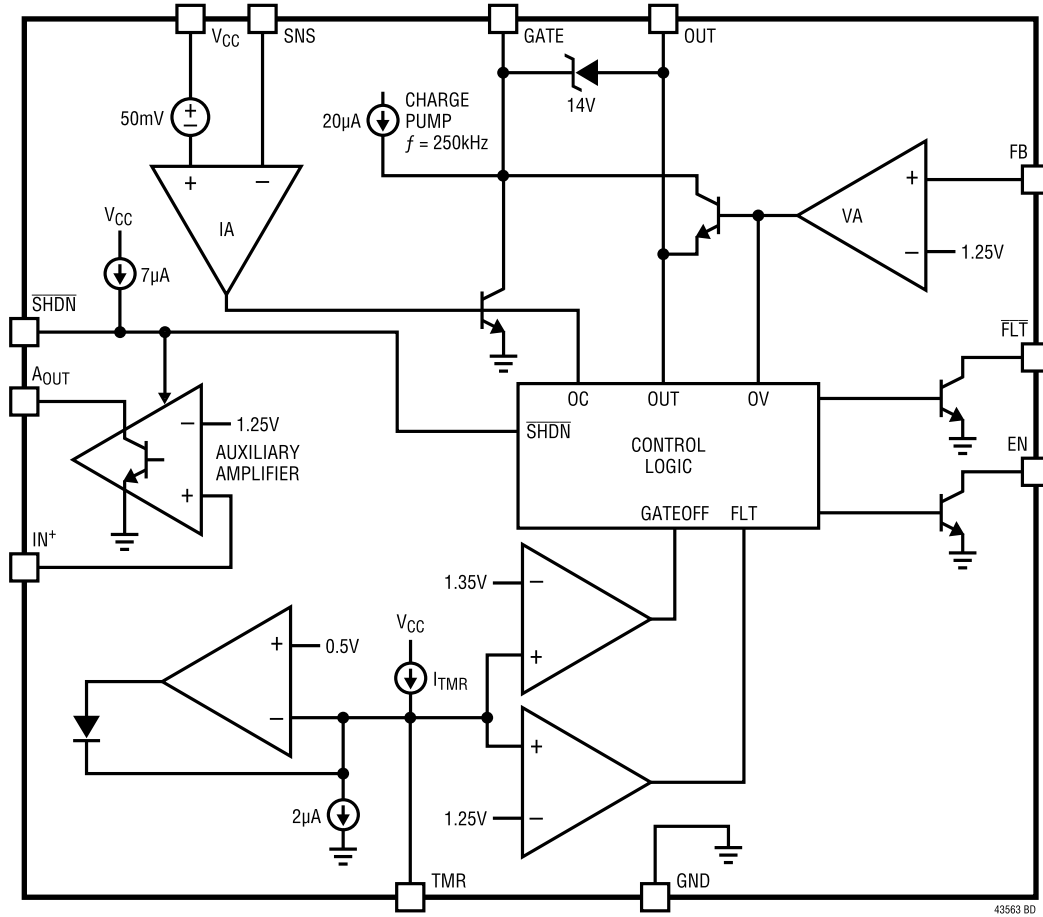 VCC
SNS
GATE
OUT
14V
50mV
+
−
20µA
CHARGE
PUMP
f = 250kHz
FB
+
−
IA
VA
+
−
1.25V
VCC
7µA
SHDN
FLT
AOUT
OC
OUT
OV
−
1.25V
SHDN
CONTROL
LOGIC
AUXILIARY
AMPLIFIER
EN
+
GATEOFF
FLT
IN+
1.35V
−
VCC
+
0.5V
ITMR
+
−
+
2µA
1.25V
−
TMR
GND
43563 BD